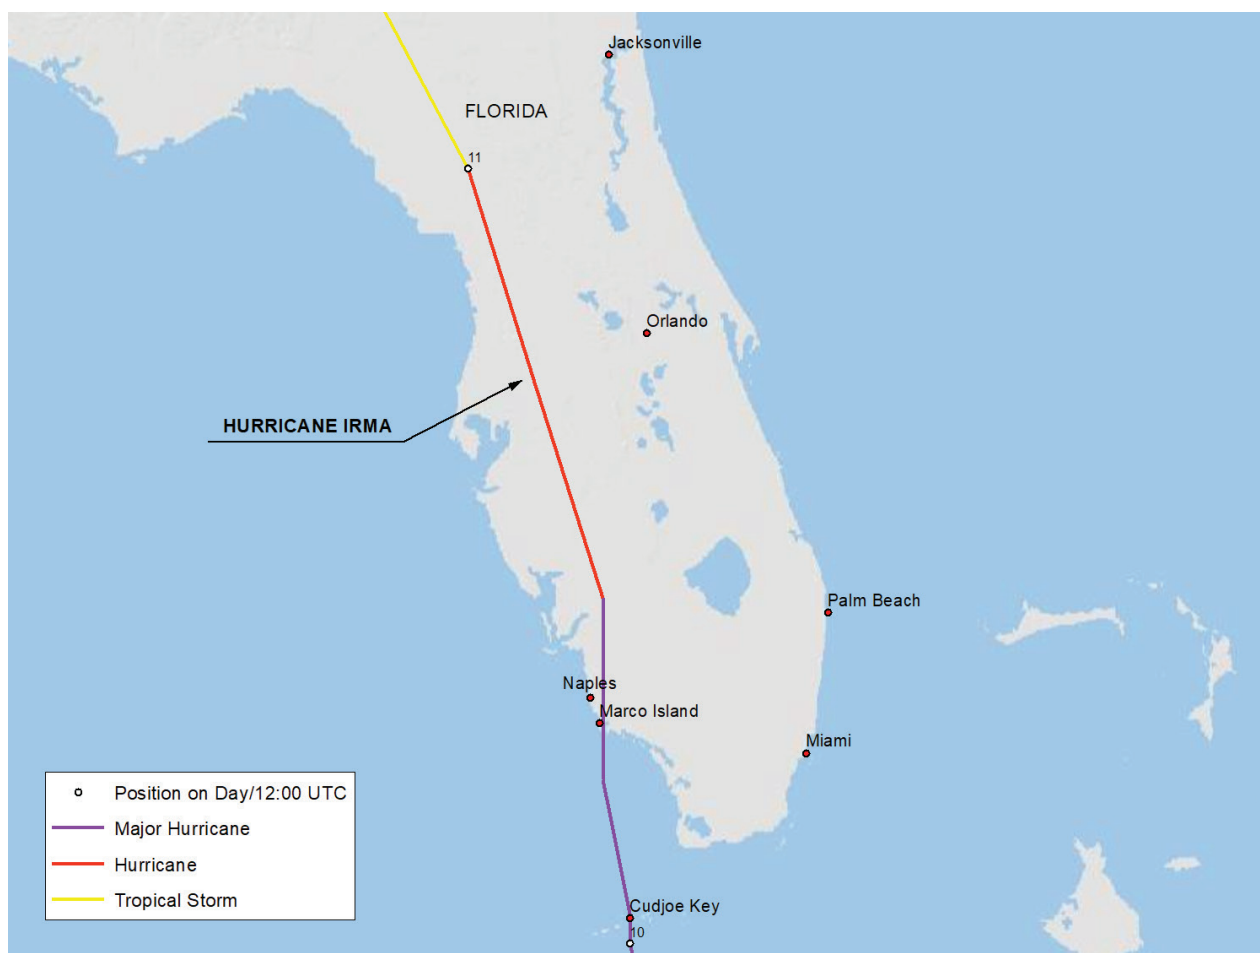 Jacksonville
FLORIDA
11
Orlando
HURRICANE IRMA
Palm Beach
Naples
Marco Island
Miami
Position on Day/12:00 UTC
Major Hurricane
Hurricane
Tropical Storm
Cudjoe Key
10